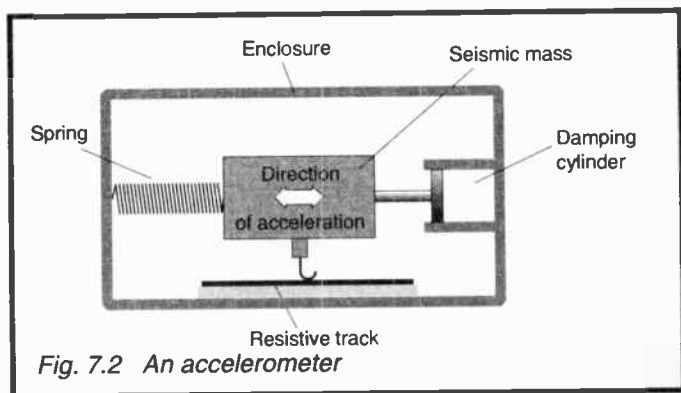 Enclosure
Seismic mass
Spring
Damping
cylinder
Direction
of acceleration
Resistive track
Fig. 7.2 An accelerometer